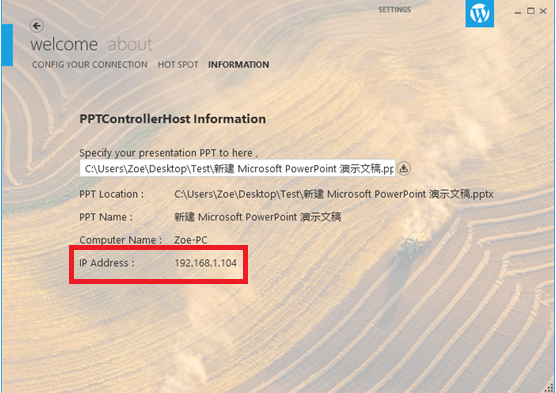 SETTINGS
welcome about
CONFIG YOUR CONNECTION HOT SPOT INFORMATION
PPTControllerHost Information
Specify your presentation PPT to here ,
C:\Users\Zoe\Desktop\Test\新建 Microsoft PowerPoint 演示文稿.pp
PPT Location : C:\Users\Zoe\Desktop\Test\新建 Microsoft PowerPoint 演示文稿.pptx
PPT Name : 新建 Microsoft PowerPoint 演示文稿
Computer Name : Zoe-PC
IP Address : 192.168.1.104